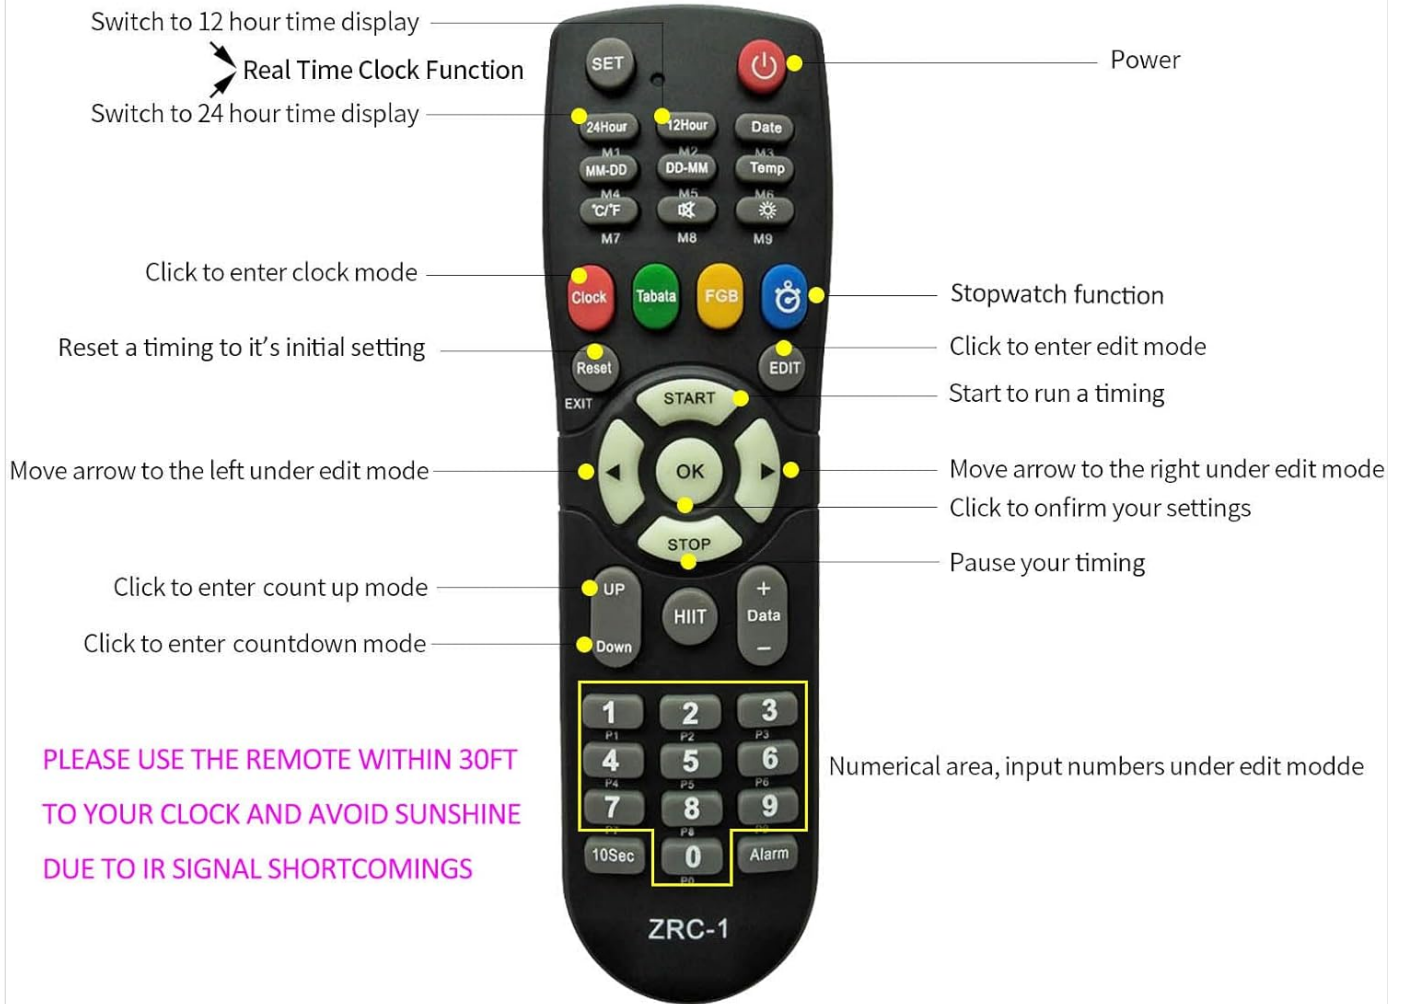 Switch to 12 hour time display
Real Time Clock Function
Switch to 24 hour time display
Power
SET
24Hour
12Hour
Date
M1
M2
M3
MM-DD
DD-MM
Temp
M4
M5
M6
°C/°F
M7
M8
M9
Click to enter clock mode
Clock
Tabata
FGB
Stopwatch function
Reset a timing to it’s initial setting
Click to enter edit mode
Reset
EDIT
EXIT
START
Start to run a timing
Move arrow to the left under edit mode
OK
Move arrow to the right under edit mode
Click to onfirm your settings
STOP
Pause your timing
Click to enter count up mode
UP
HIIT
+
Data
−
Click to enter countdown mode
Down
1
2
3
P1
P2
P3
4
5
6
P4
P5
P6
7
8
9
P7
P8
P9
10Sec
0
Alarm
P0
Numerical area, input numbers under edit modde
PLEASE USE THE REMOTE WITHIN 30FT
TO YOUR CLOCK AND AVOID SUNSHINE
DUE TO IR SIGNAL SHORTCOMINGS
ZRC-1